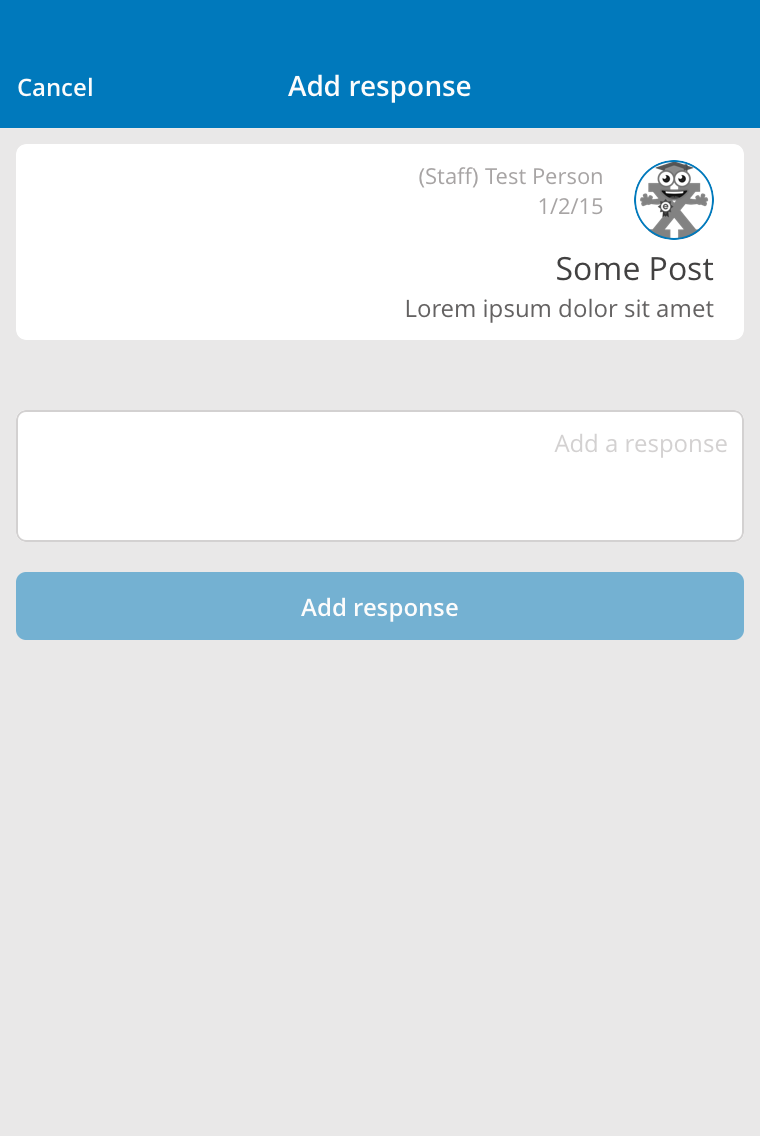 Cancel
Add response
(Staff) Test Person
1/2/15
Some Post
Lorem ipsum dolor sit amet
Add a response
Add response